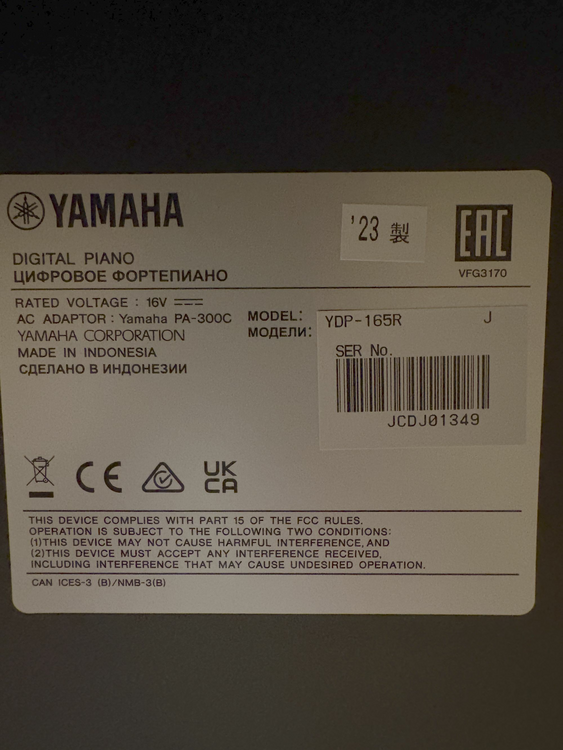 YAMAHA
'23 製
EAC
VFG3170
DIGITAL PIANO
ЦИФРОВОЕ ФОРТЕПИАНО
RATED VOLTAGE : 16V
AC ADAPTOR : Yamaha PA-300C
YAMAHA CORPORATION
MADE IN INDONESIA
СДЕЛАНО В ИНДОНЕЗИИ
MODEL:
МОДЕЛИ:
YDP-165R J
SER No.
JCDJ01349
CE
UK
CA
THIS DEVICE COMPLIES WITH PART 15 OF THE FCC RULES.
OPERATION IS SUBJECT TO THE FOLLOWING TWO CONDITIONS:
(1)THIS DEVICE MAY NOT CAUSE HARMFUL INTERFERENCE, AND
(2)THIS DEVICE MUST ACCEPT ANY INTERFERENCE RECEIVED,
INCLUDING INTERFERENCE THAT MAY CAUSE UNDESIRED OPERATION.
CAN ICES-3 (B)/NMB-3(B)